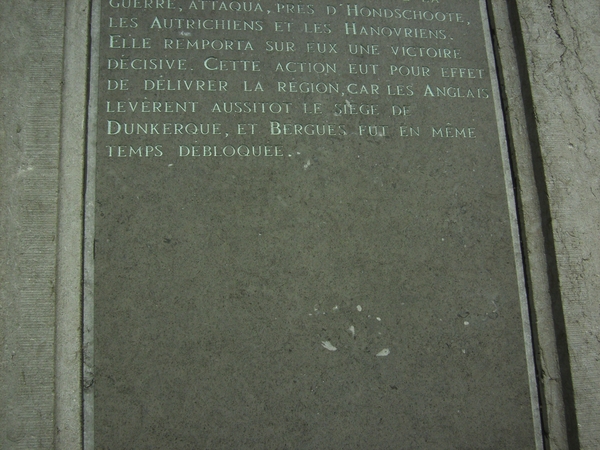 GUERRE, ATTAQUA, PRÈS D'HONDSCHOOTE,
LES AUTRICHIENS ET LES HANOVRIENS.
ELLE REMPORTA SUR EUX UNE VICTOIRE
DÉCISIVE. CETTE ACTION EUT POUR EFFET
DE DÉLIVRER LA RÉGION, CAR LES ANGLAIS
LEVÈRENT AUSSITÔT LE SIÈGE DE
DUNKERQUE, ET BERGUES FUT EN MÊME
TEMPS DÉBLOQUÉE.